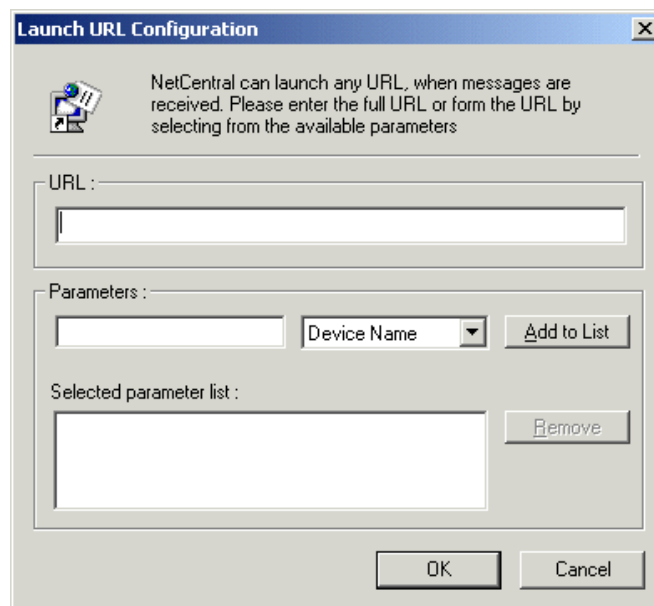 Launch URL Configuration
NetCentral can launch any URL, when messages are
received. Please enter the full URL or form the URL by
selecting from the available parameters
URL :
Parameters :
Device Name
Add to List
Selected parameter list :
Remove
OK
Cancel